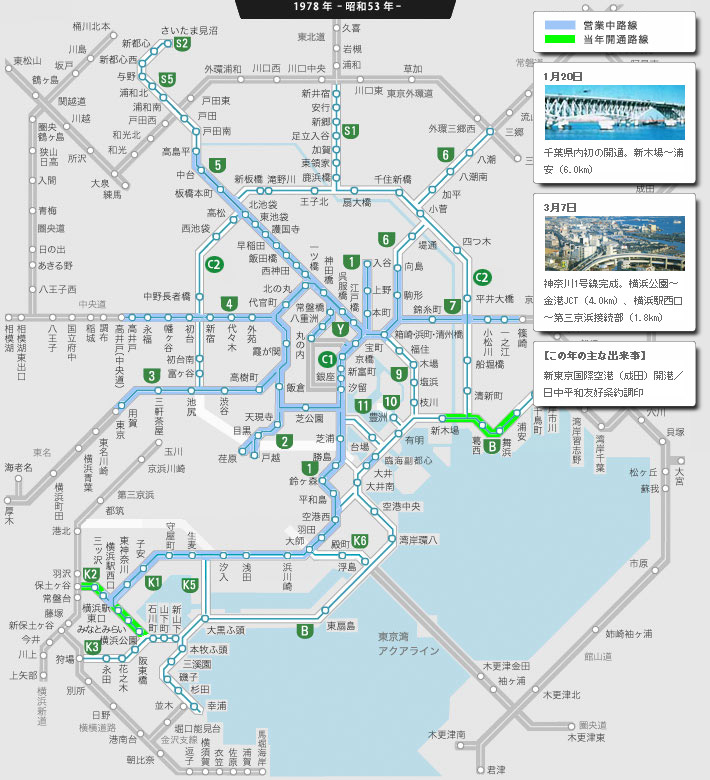 1978年 -昭和53年-
営業中路線
当年開通路線
1月20日
千葉県内初の開通。新木場〜浦
安（6.0km）
3月7日
神奈川1号線完成。横浜公園〜
金港JCT（4.0km）、横浜駅西口
〜第三京浜接続部（1.8km）
【この年の主な出来事】
新東京国際空港（成田）開港／
日中平和友好条約調印
桶川北本
さいたま見沼
久喜
東北道
岩槻
浦和
川島
新都心
S2
東松山
坂戸
新都心西
与野
S5
鶴ヶ島
浦和北
外環浦和
川口西
川口中央
草加
川口東
東京外環道
関越道
浦和南
戸田東
戸田
新井宿
安行
新郷
足立入谷
加賀
東領家
鹿浜橋
S1
外環三郷西
三郷
川越
戸田西
戸田南
圏央
鶴ヶ島
和光北
狭山
日高
和光
所沢
高島平
5
八潮
6
八潮南
入間
中台
板橋本町
新板橋
滝野川
千住新橋
加平
大泉
練馬
王子北
扇大橋
小菅
成田
青梅
高松
北池袋
東池袋
護国寺
西池袋
早稲田
飯田橋
西神田
一ツ橋
神田橋
呉服橋
江戸橋
1
入谷
上野
本町
6
向島
駒形
堤通
四つ木
圏央道
日の出
あきる野
八王子西
C2
北の丸
代官町
錦糸町
C2
平井大橋
中央道
中野長者橋
4
常盤橋
八重洲
丸の内
Y
7
箱崎・浜町・清洲橋
相模湖
相模湖東出口
八王子
国立府中
稲城
調布
高井戸
高井戸(中央道)
永福
幡ヶ谷
初台
新宿
代々木
外苑
霞が関
宝町
京橋
新富町
汐留
C1
銀座
福住
木場
塩浜
枝川
9
小松川
一之江
篠崎
船堀橋
初台南
富ヶ谷
高樹町
3
飯倉
清新町
用賀
三軒茶屋
池尻
渋谷
天現寺
目黒
芝公園
11
10
豊洲
新木場
葛西
舞浜
浦安
B
東京
2
荏原
戸越
芝浦
勝島
1
鈴ヶ森
平和島
空港西
羽田
大師
台場
有明
臨海副都心
大井
大井南
空港中央
東名
東名川崎
横浜青葉
海老名
横浜町田
厚木
玉川
京浜川崎
第三京浜
都筑
港北
湾岸習志野
湾岸千葉
貝塚
松ヶ丘
大宮
蘇我
市原
姉崎袖ヶ浦
館山道
守屋町
生麦
子安
東神奈川
横浜駅西口
三ッ沢
殿町
K6
湾岸環八
羽沢
K2
保土ヶ谷
常盤台
K1
K5
汐入
浅田
浜川崎
浮島
横浜駅
東口
みなとみらい
横浜公園
石川町
山下町
新山下
藤塚
新保土ヶ谷
今井
川上
上矢部
横浜新道
狩場
K3
永田
花之木
阪東橋
大黒ふ頭
B
東扇島
東京湾
アクアライン
本牧ふ頭
三溪園
磯子
杉田
幸浦
別所
日野
横横道路
港南台
並木
堀口能見台
金沢支線
朝比奈
逗子
横須賀
衣笠
佐原
浦賀
馬堀海岸
木更津金田
袖ヶ浦
木更津北
圏央道
木更津東
木更津南
君津